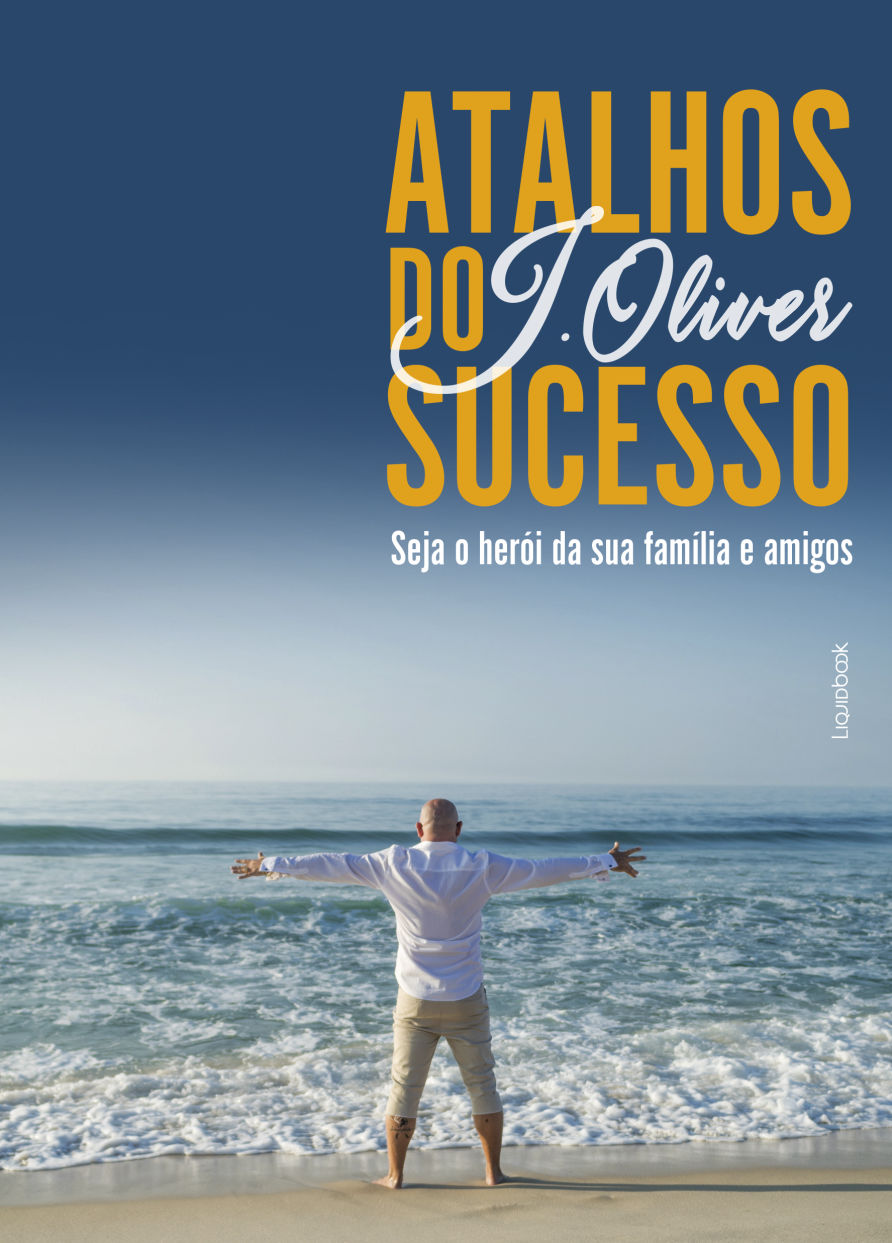 ATALHOS
DO
J. Oliver
SUCESSO
Seja o herói da sua família e amigos
Liquidbook